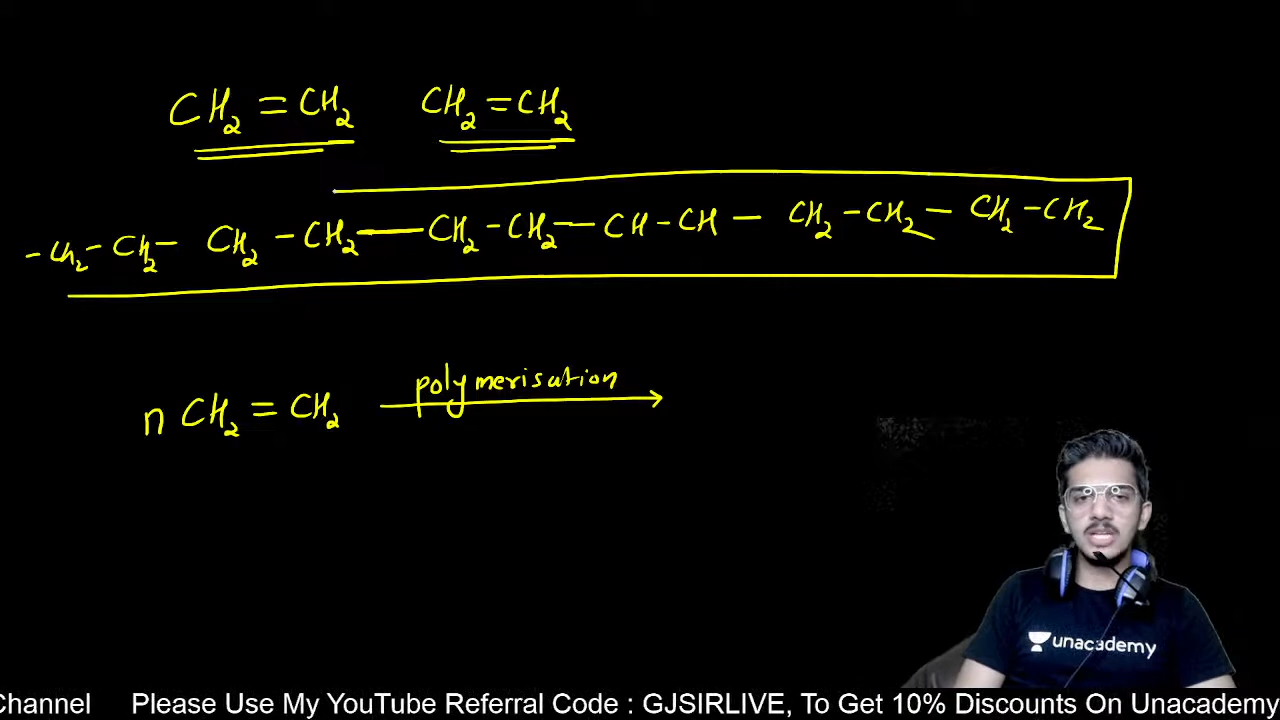 CH₂ = CH₂ CH₂ = CH₂
- CH₂ - CH₂ - CH₂ - CH₂ - CH₂ - CH₂ - CH - CH - CH₂ - CH₂ - CH₂ - CH₂
polymerisation
n CH₂ = CH₂ →
unacademy
Channel Please Use My YouTube Referral Code : GJSIRLIVE, To Get 10% Discounts On Unacademy